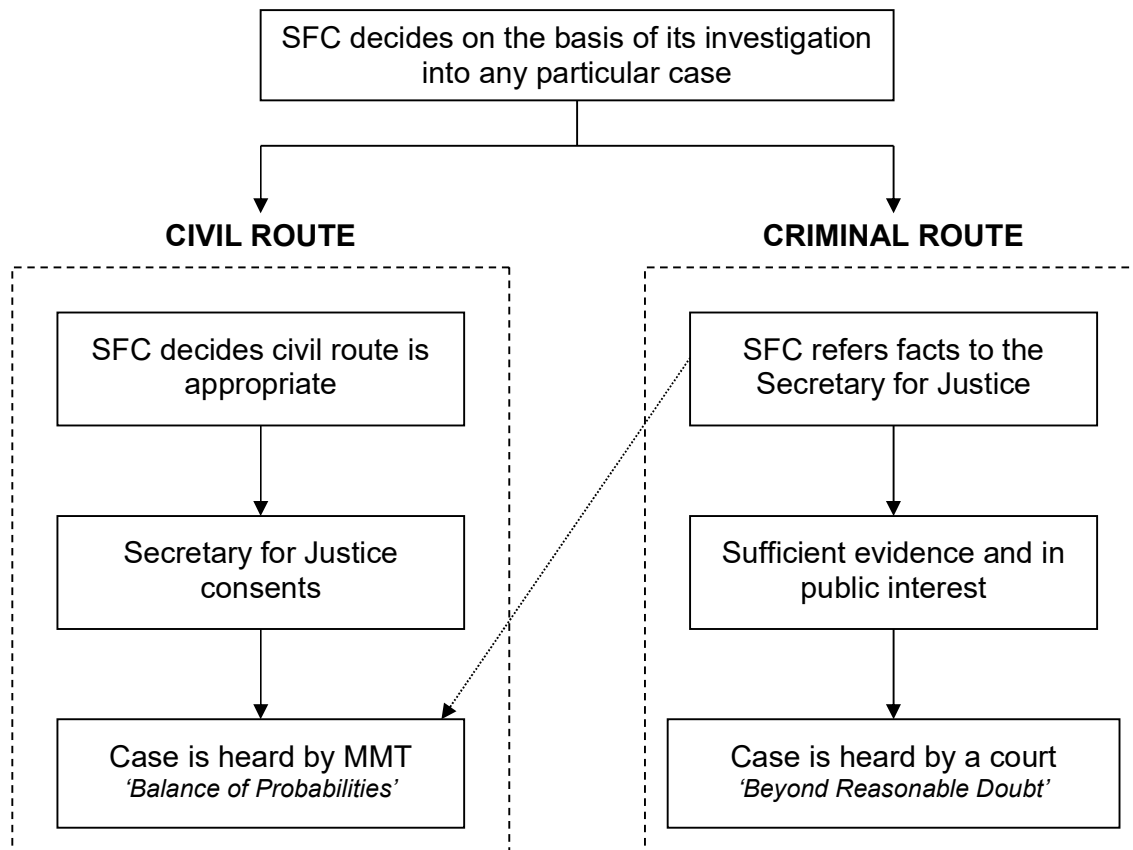 SFC decides on the basis of its investigation
into any particular case
CIVIL ROUTE
SFC decides civil route is
appropriate
Secretary for Justice
consents
Case is heard by MMT
‘Balance of Probabilities’
CRIMINAL ROUTE
SFC refers facts to the
Secretary for Justice
Sufficient evidence and in
public interest
Case is heard by a court
‘Beyond Reasonable Doubt’